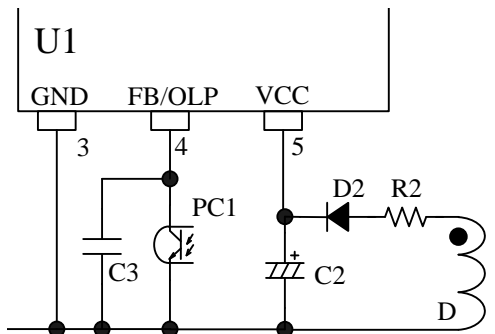 U1
GND FB/OLP VCC
3 4 5
D2 R2
PC1
+
C3 C2
D